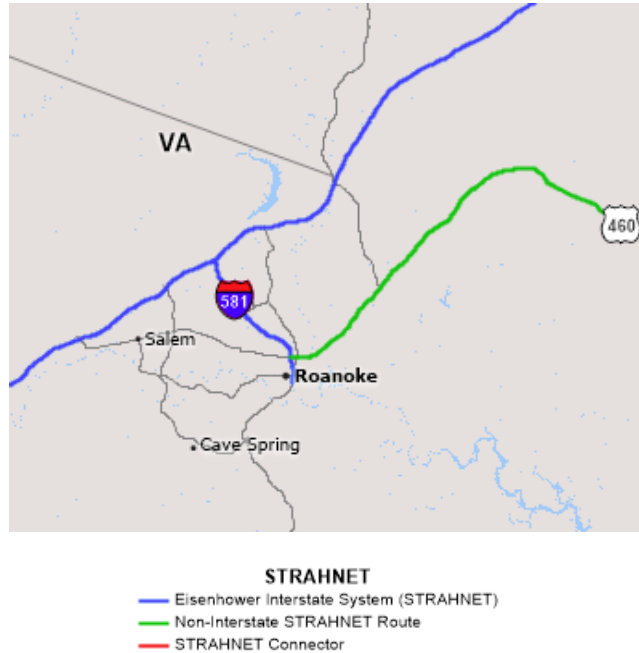 VA
460
581
Salem
Roanoke
Cave Spring
STRAHNET
Eisenhower Interstate System (STRAHNET)
Non-Interstate STRAHNET Route
STRAHNET Connector